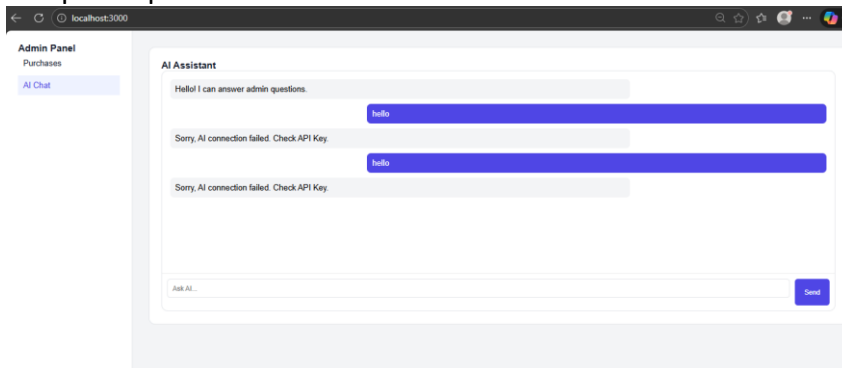 localhost:3000
Admin Panel
Purchases
AI Chat
AI Assistant
Hello! I can answer admin questions.
hello
Sorry, AI connection failed. Check API Key.
hello
Sorry, AI connection failed. Check API Key.
Ask AI...
Send